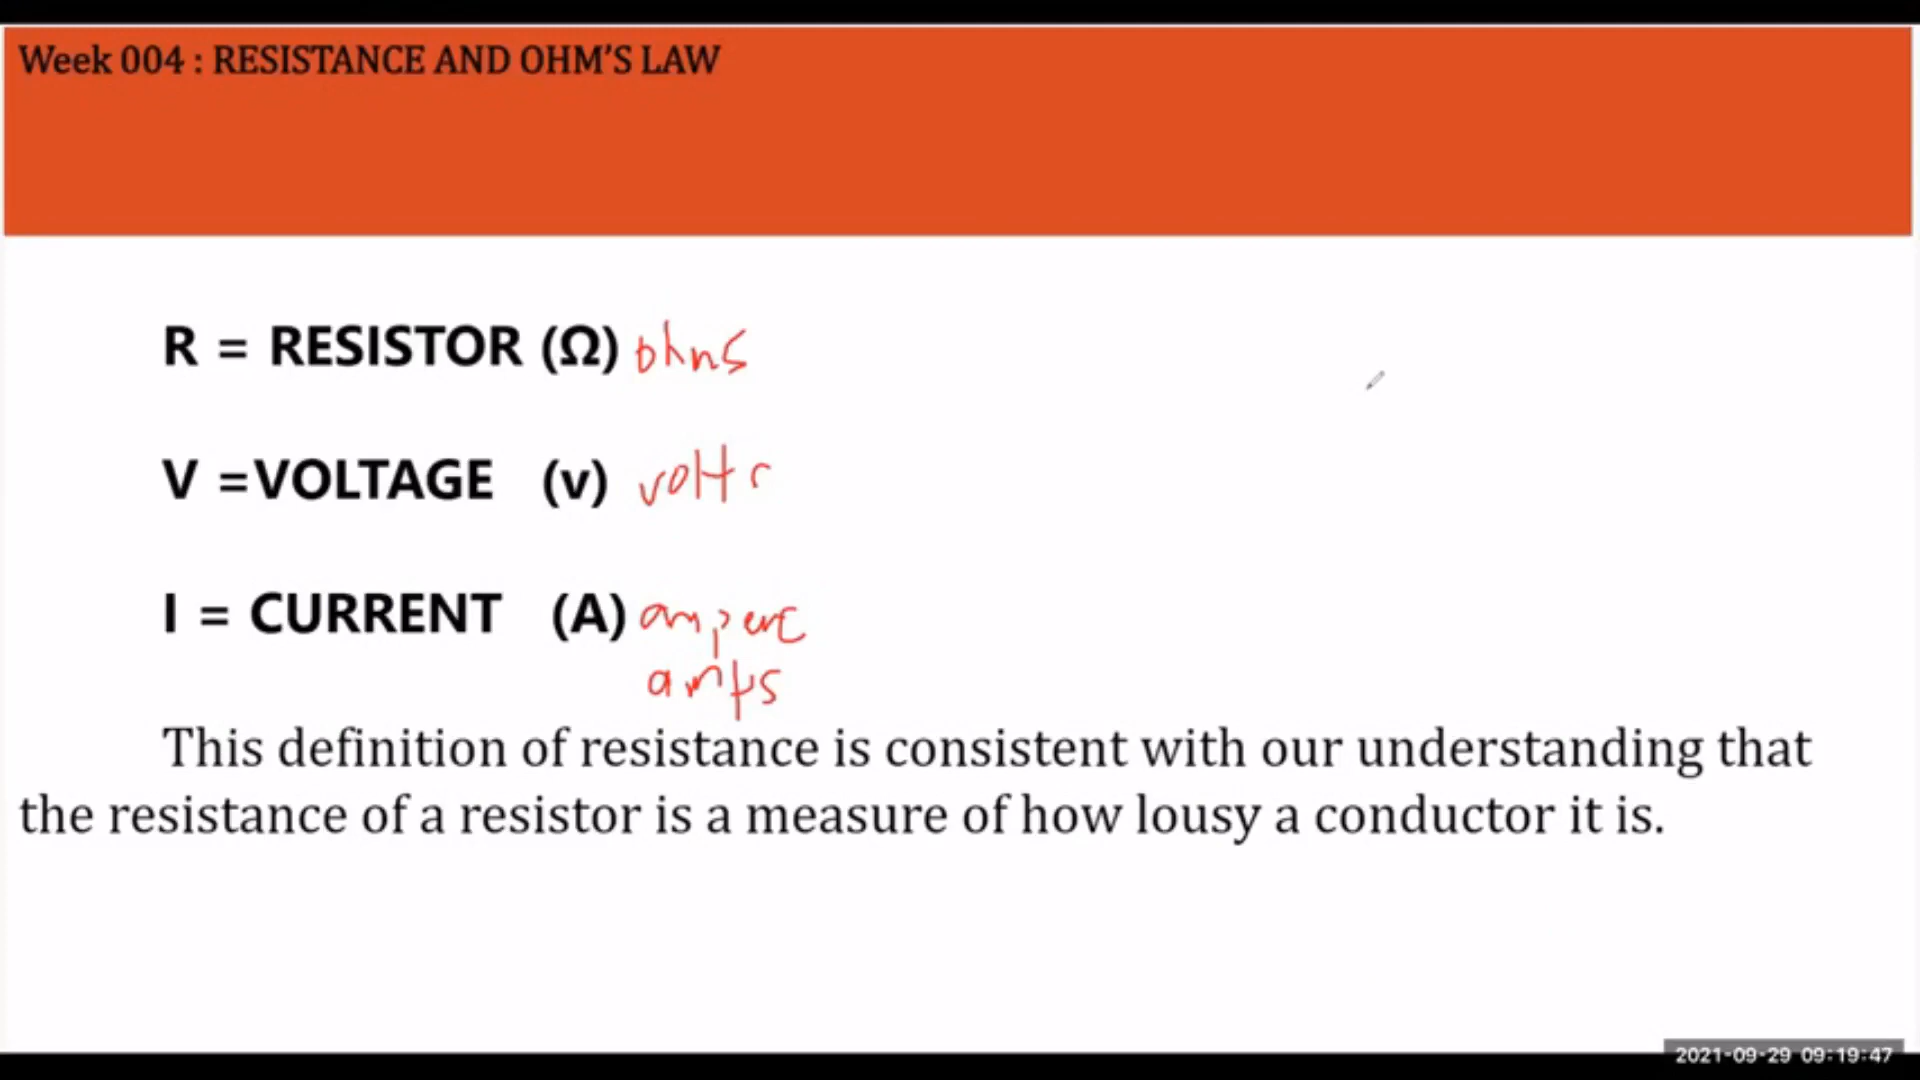 Week 004 : RESISTANCE AND OHM'S LAW
R = RESISTOR (Ω) ohms
V =VOLTAGE (v) volts
I = CURRENT (A) ampere
amps
This definition of resistance is consistent with our understanding that
the resistance of a resistor is a measure of how lousy a conductor it is.
2021-09-29 09:19:47